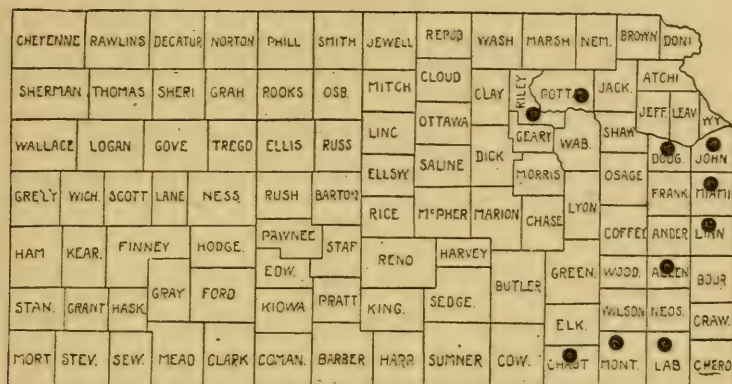 CHEYENNE RAWLINS DECATUR NORTON PHILL SMITH JEWELL REPUB WASH MARSH NEM. BROWN DONI
SHERMAN THOMAS SHERI GRAH ROOKS OSB. MITCH CLOUD CLAY RILEY POTT JACK. ATCHI
JEFF. LEAV WY.
WALLACE LOGAN GOVE TREGO ELLIS RUSS LINC OTTAWA DICK GEARY WAB. SHAW DOUG. JOHN
GRE'LY WICH. SCOTT LANE NESS RUSH BARTON ELLSW SALINE MORRIS OSAGE FRANK MIAMI
RICE McPHER MARION CHASE LYON
HAM KEAR. FINNEY HODGE. PAWNEE STAF RENO HARVEY COFFEY ANDER LINN
EDW.
STAN. GRANT HASK. GRAY FORD KIOWA PRATT KING. SEDGE. BUTLER GREEN. WOOD. ALLEN BOUR
ELK. WILSON NEOS. CRAW.
MORT STEV. SEW. MEAD CLARK COMAN. BARBER HARP. SUMNER COW. CHAUT MONT. LAB CHERO